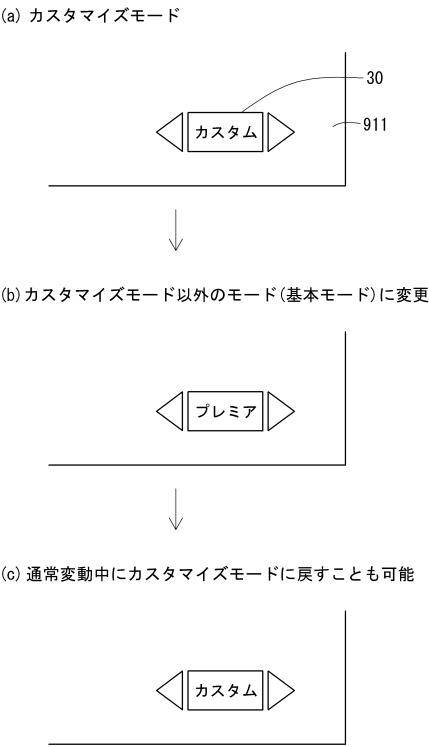 (a) カスタマイズモード
30
カスタム
911
(b)カスタマイズモード以外のモード(基本モード)に変更
プレミア
(c)通常変動中にカスタマイズモードに戻すことも可能
カスタム